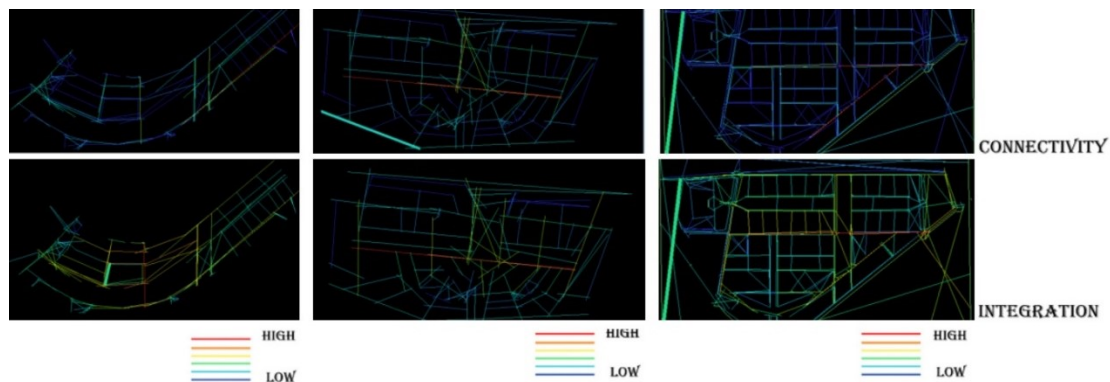 CONNECTIVITY
INTEGRATION
HIGH HIGH HIGH
LOW LOW LOW